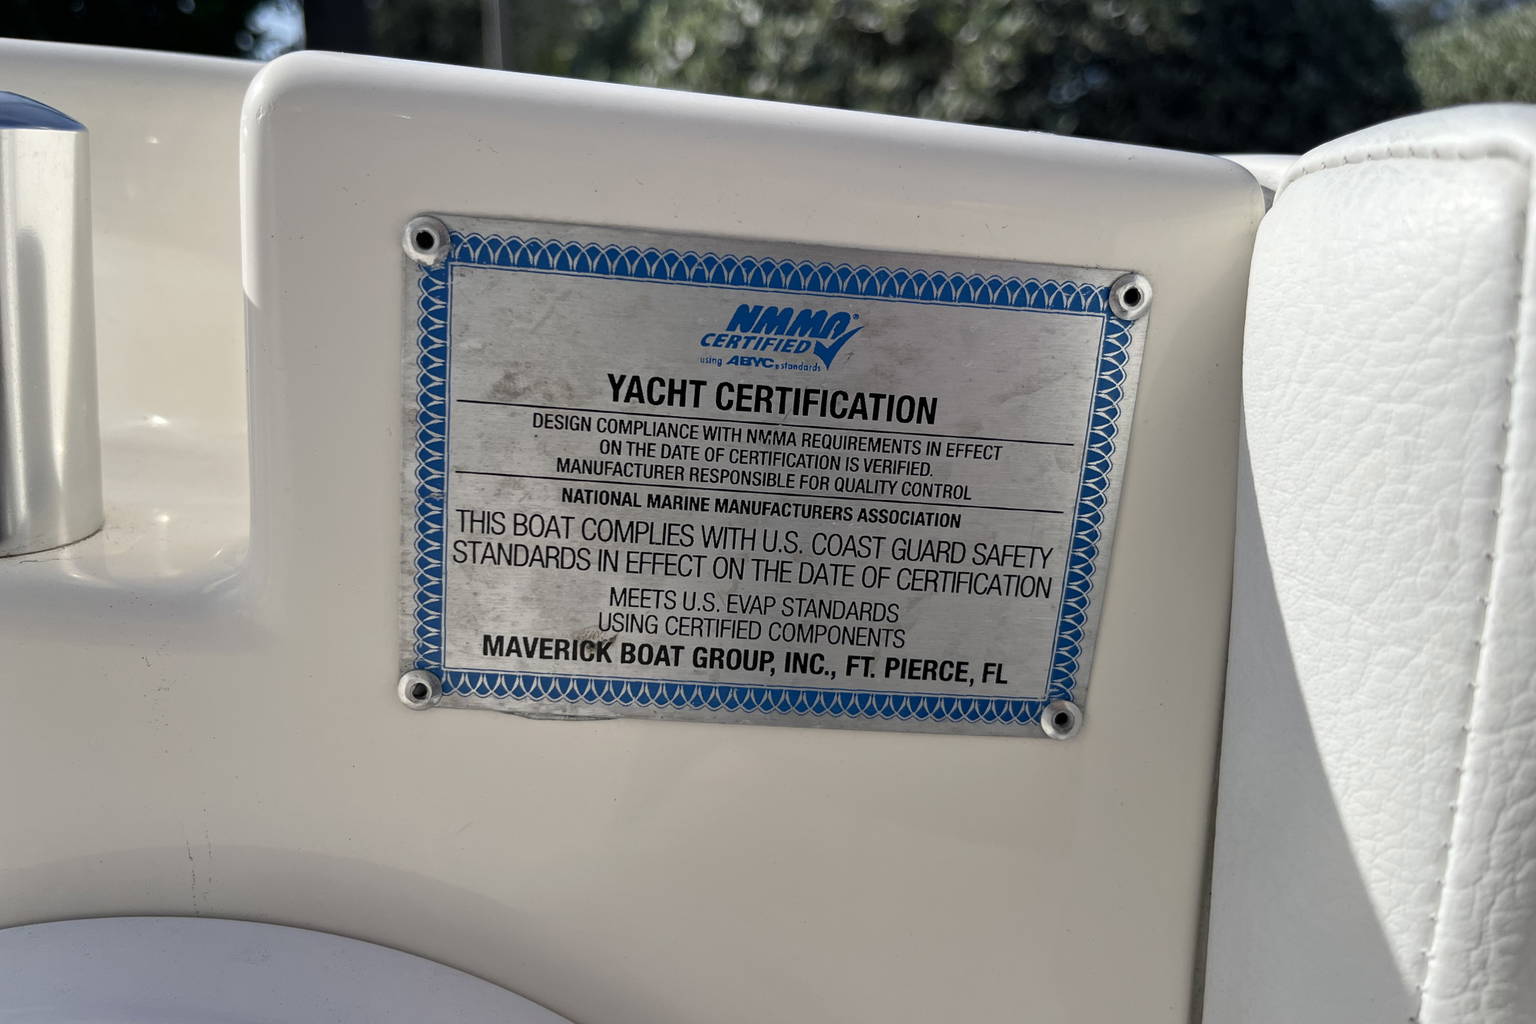 NMMA®
CERTIFIED
using ABYC® standards
YACHT CERTIFICATION
DESIGN COMPLIANCE WITH NMMA REQUIREMENTS IN EFFECT
ON THE DATE OF CERTIFICATION IS VERIFIED.
MANUFACTURER RESPONSIBLE FOR QUALITY CONTROL
NATIONAL MARINE MANUFACTURERS ASSOCIATION
THIS BOAT COMPLIES WITH U.S. COAST GUARD SAFETY
STANDARDS IN EFFECT ON THE DATE OF CERTIFICATION
MEETS U.S. EVAP STANDARDS
USING CERTIFIED COMPONENTS
MAVERICK BOAT GROUP, INC., FT. PIERCE, FL